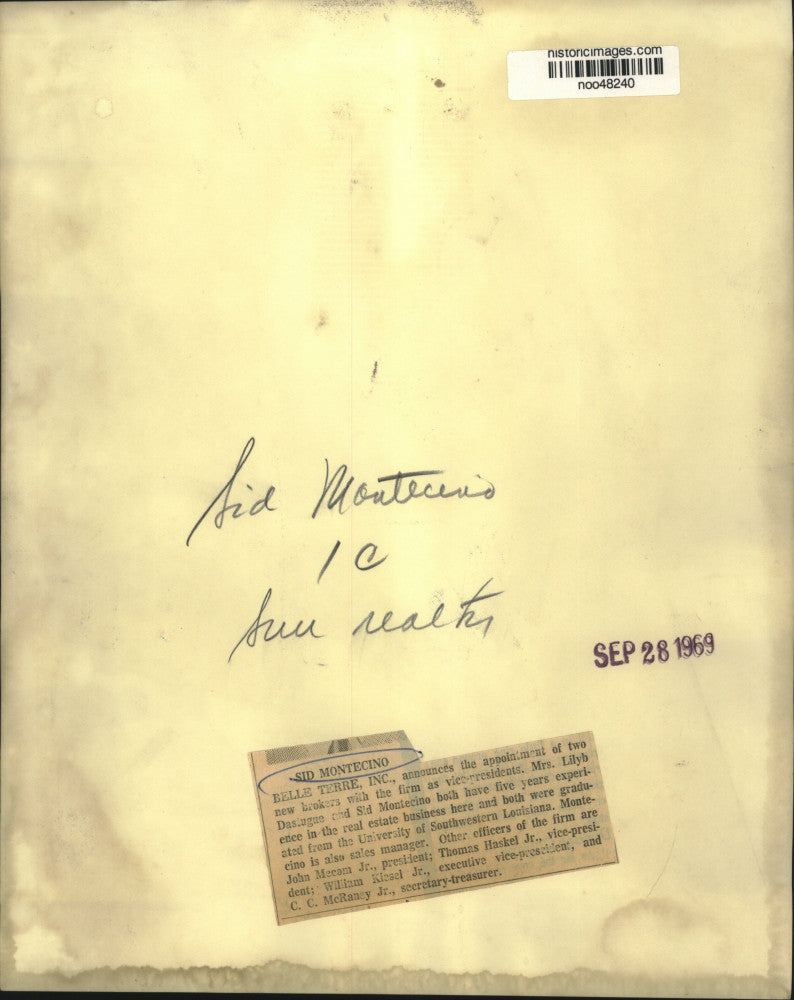 historicimages.com
noo48240
Sid Montecino
1 C
Sun realty
SEP 28 1969
SID MONTECINO
BELLE TERRE, INC., announces the appointment of two
new brokers with the firm as vice-presidents. Mrs. Lilyb
Dastugue and Sid Montecino both have five years experi-
ence in the real estate business here and both were gradu-
ated from the University of Southwestern Louisiana. Monte-
cino is also sales manager. Other officers of the firm are
John Mecom Jr., president; Thomas Haskel Jr., vice-presi-
dent; William Kissel Jr., executive vice-president, and
C. C. McRaney Jr., secretary-treasurer.